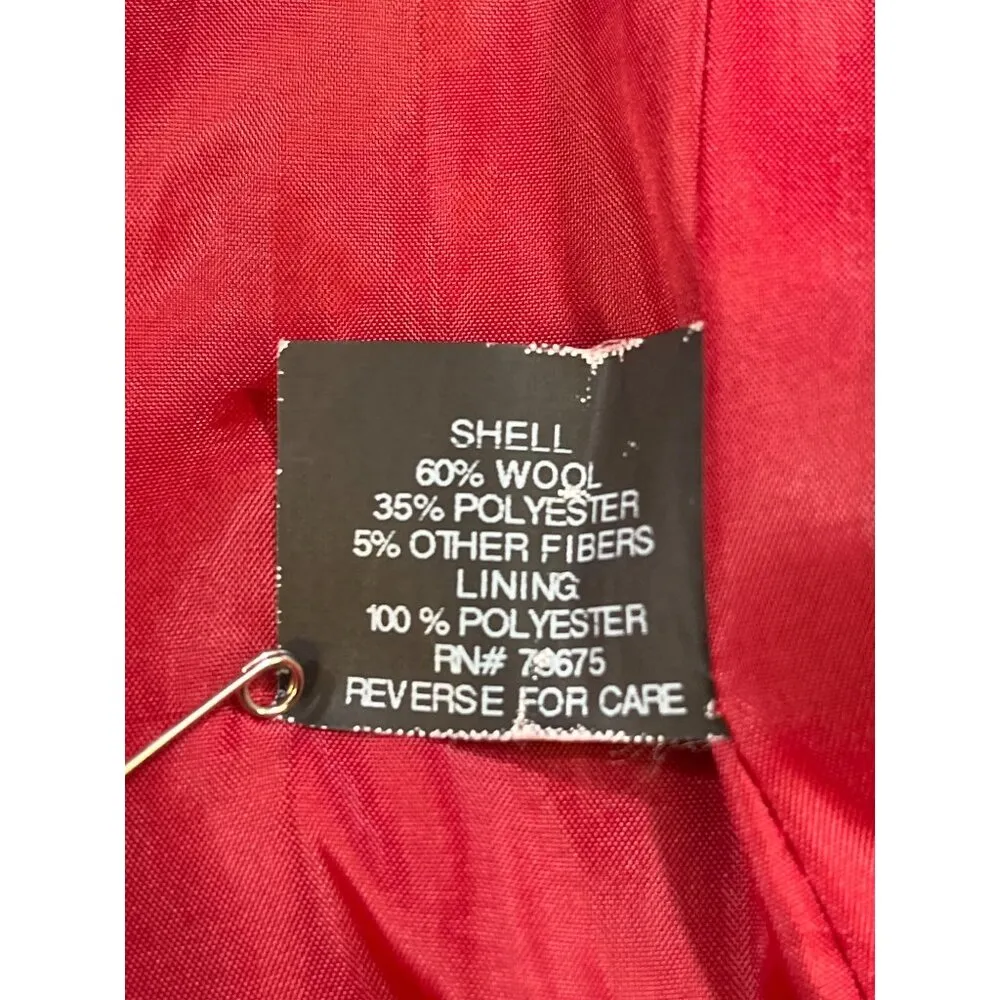 SHELL
60% WOOL
35% POLYESTER
5% OTHER FIBERS
LINING
100 % POLYESTER
RN# 79675
REVERSE FOR CARE